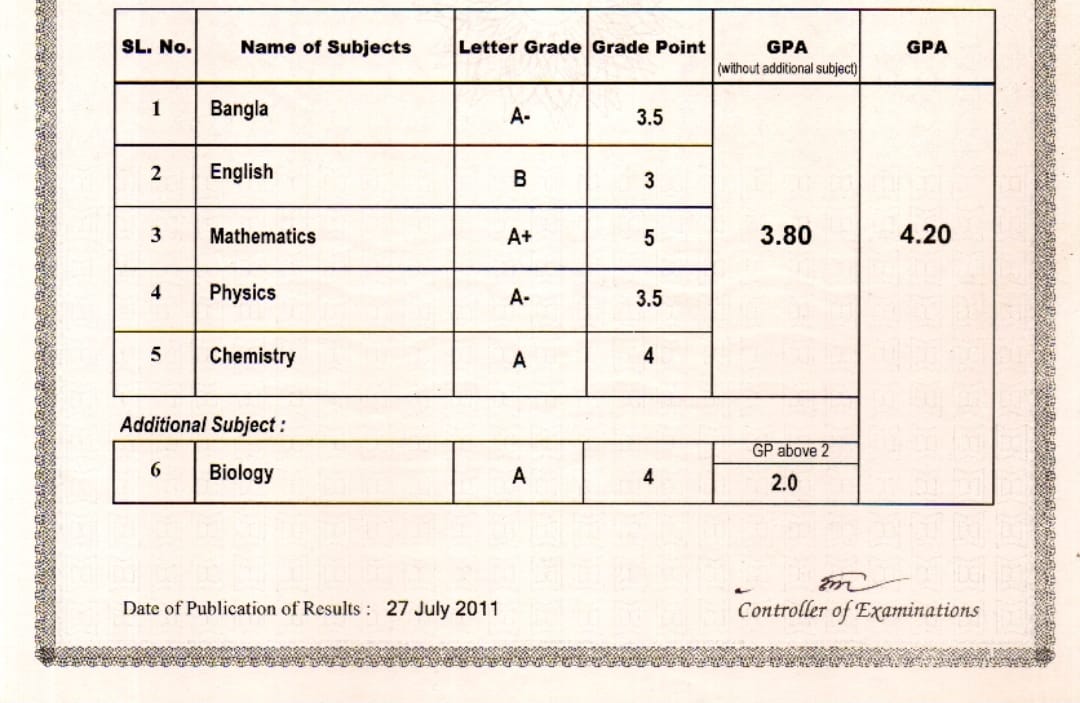 SL. No. Name of Subjects Letter Grade Grade Point GPA GPA
(without additional subject)
1 Bangla A- 3.5
2 English B 3
3 Mathematics A+ 5 3.80 4.20
4 Physics A- 3.5
5 Chemistry A 4
Additional Subject :
GP above 2
6 Biology A 4 2.0
Date of Publication of Results : 27 July 2011
Controller of Examinations